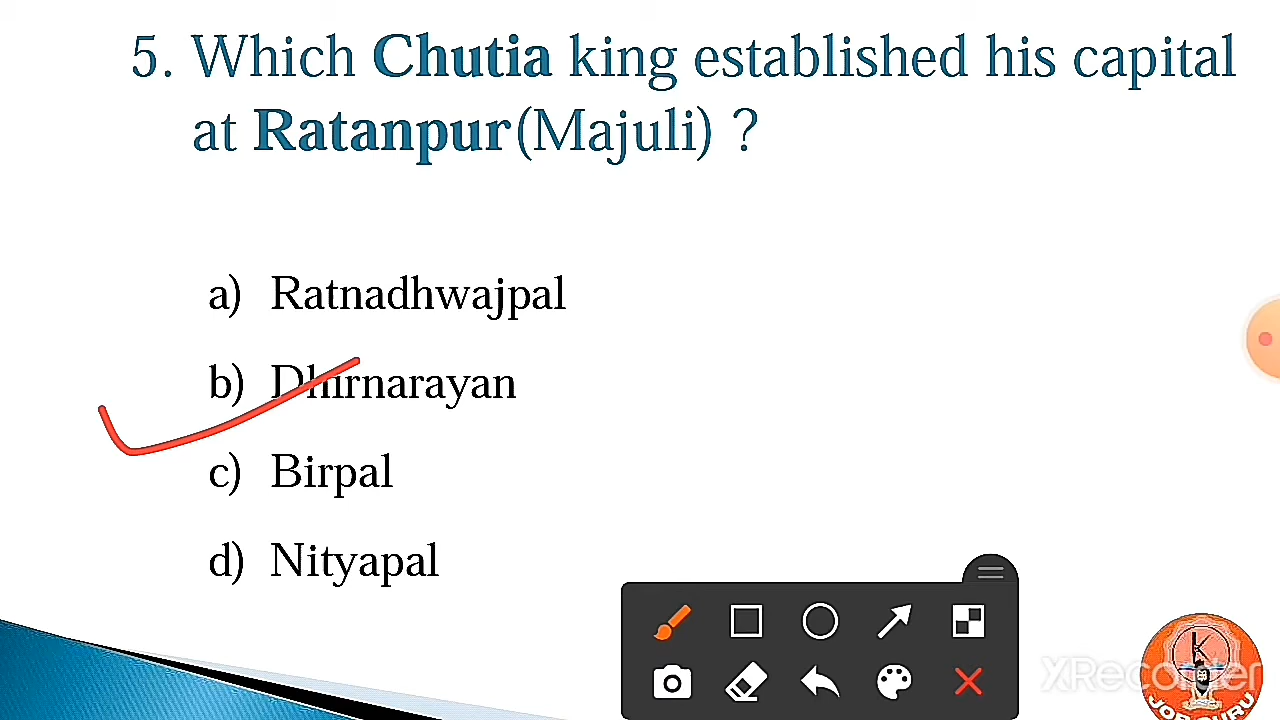 5. Which Chutia king established his capital
at Ratanpur(Majuli) ?
a) Ratnadhwajpal
b) Dhirnarayan
c) Birpal
d) Nityapal
XRecorder
K